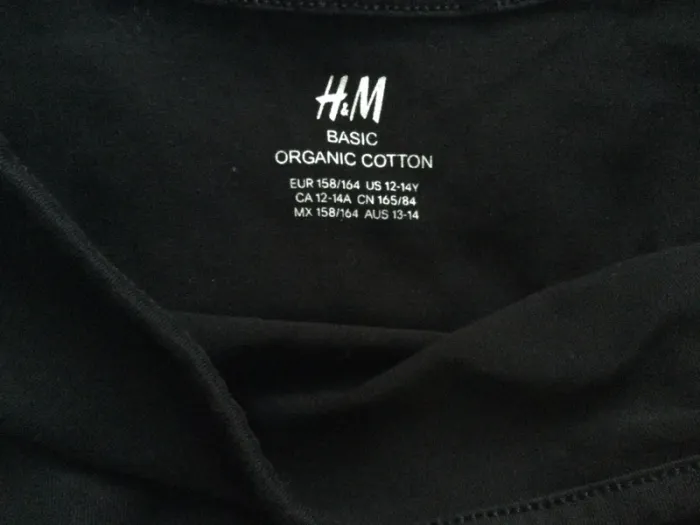 H&M
BASIC
ORGANIC COTTON
EUR 158/164 US 12-14Y
CA 12-14A CN 165/84
MX 158/164 AUS 13-14